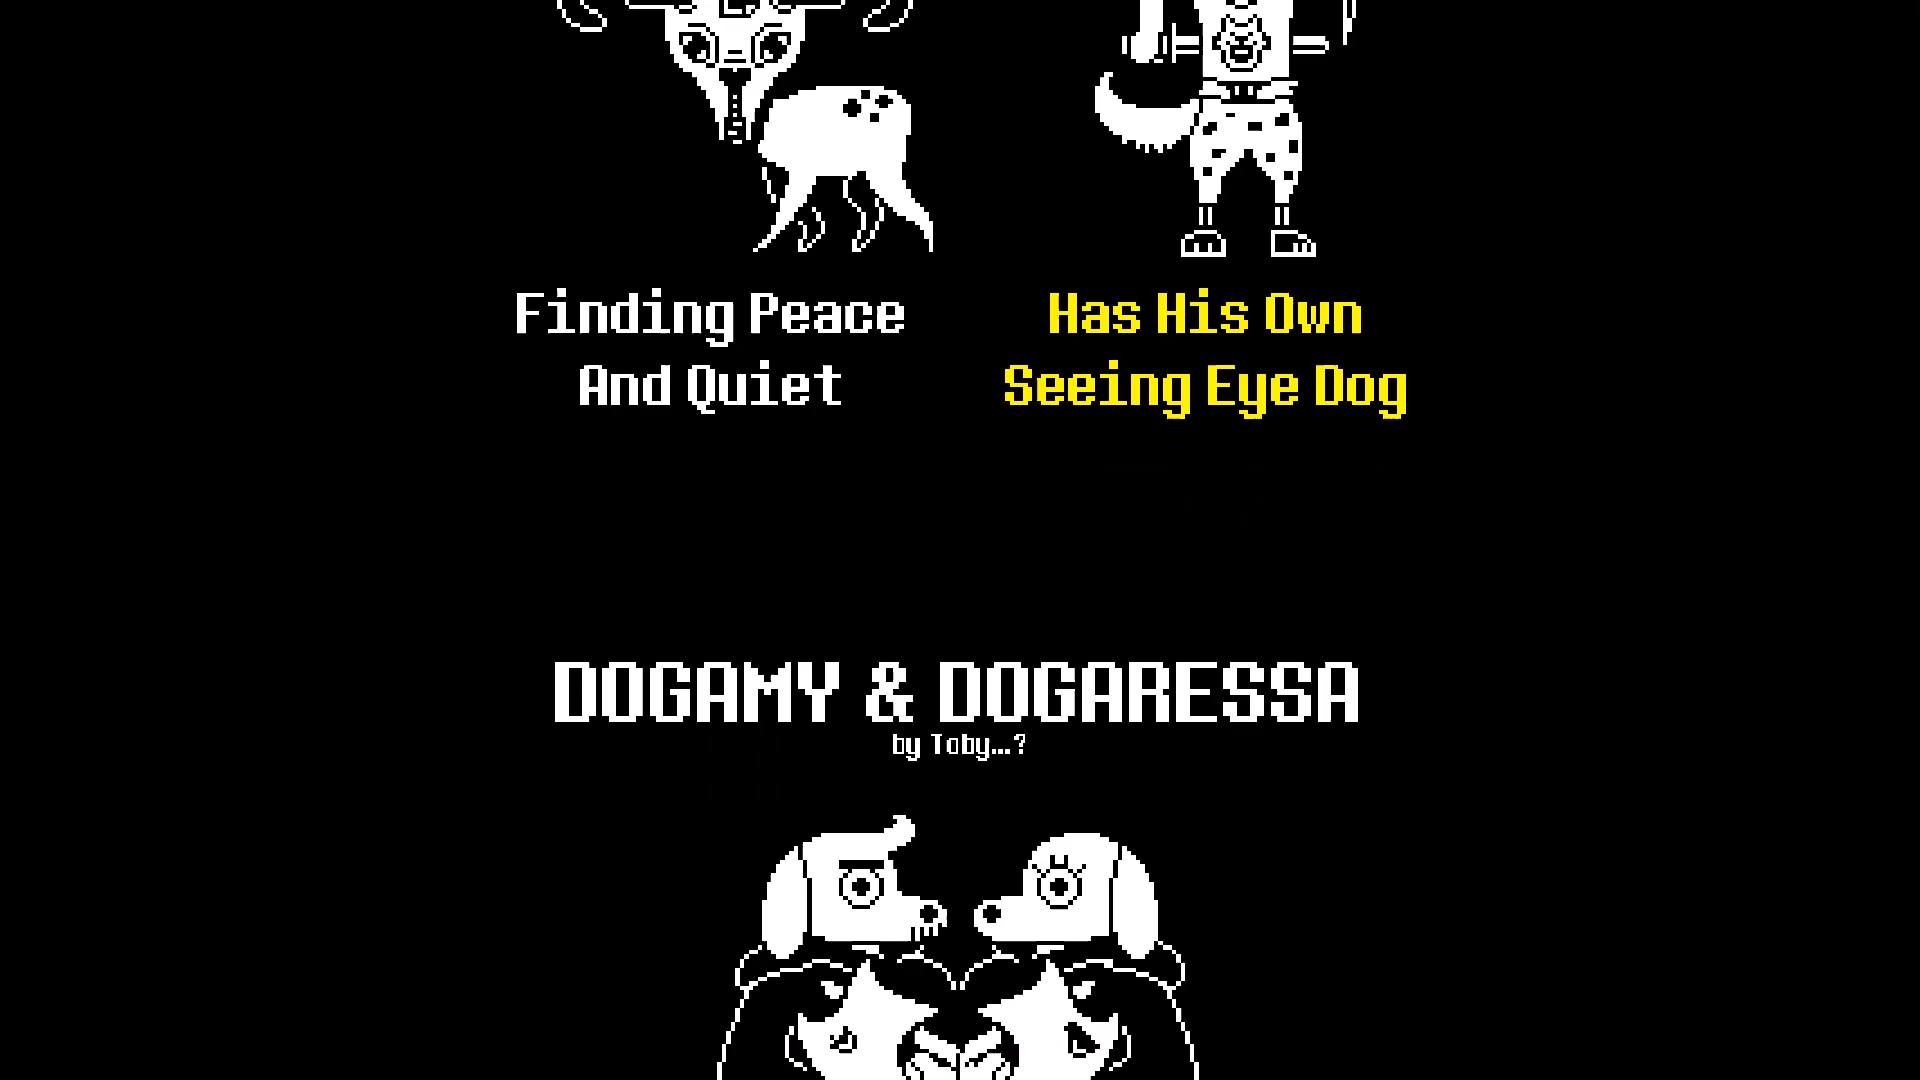 Finding Peace
And Quiet
Has His Own
Seeing Eye Dog
DOGAMY & DOGARESSA
by Toby...?